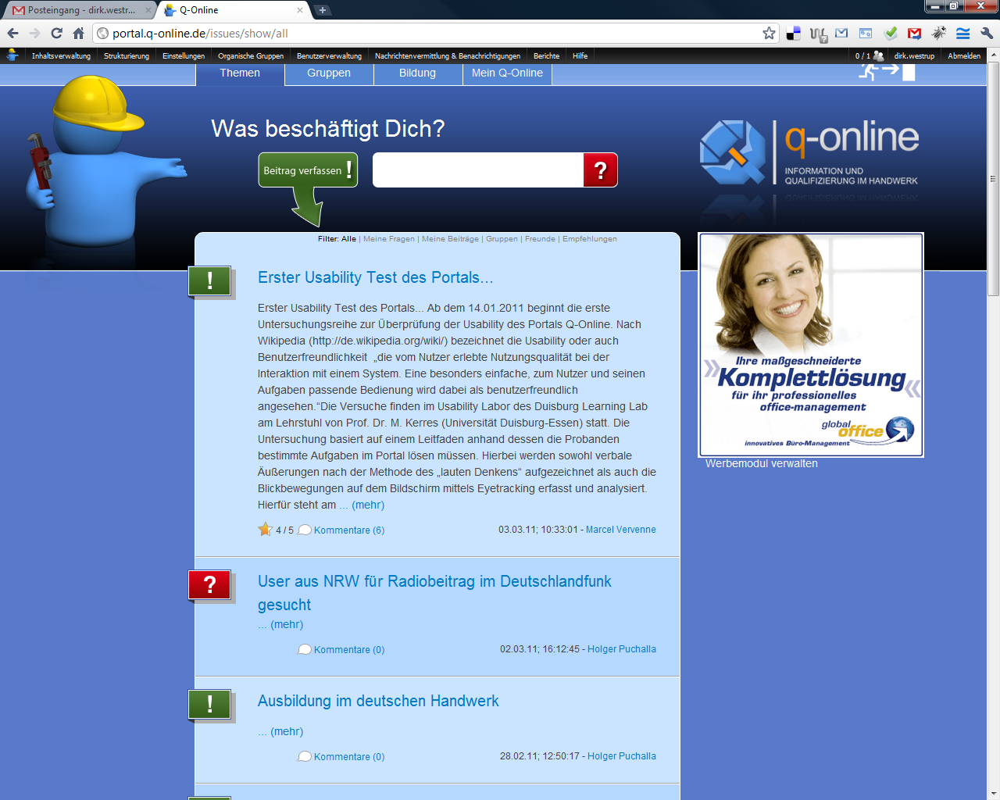 Posteingang - dirk.westr...
Q-Online
portal.q-online.de/issues/show/all
Inhaltsverwaltung Strukturierung Einstellungen Organische Gruppen Benutzerverwaltung Nachrichtenvermittlung & Benachrichtigungen Berichte Hilfe 0 / 1 dirk.westrup Abmelden
Themen Gruppen Bildung Mein Q-Online
Was beschäftigt Dich?
Beitrag verfassen !
?
q-online
INFORMATION UND
QUALIFIZIERUNG IM HANDWERK
Filter: Alle | Meine Fragen | Meine Beiträge | Gruppen | Freunde | Empfehlungen
!
Erster Usability Test des Portals...
Erster Usability Test des Portals... Ab dem 14.01.2011 beginnt die erste
Untersuchungsreihe zur Überprüfung der Usability des Portals Q-Online. Nach
Wikipedia (http://de.wikipedia.org/wiki/) bezeichnet die Usability oder auch
Benutzerfreundlichkeit „die vom Nutzer erlebte Nutzungsqualität bei der
Interaktion mit einem System. Eine besonders einfache, zum Nutzer und seinen
Aufgaben passende Bedienung wird dabei als benutzerfreundlich
angesehen.“Die Versuche finden im Usability Labor des Duisburg Learning Lab
am Lehrstuhl von Prof. Dr. M. Kerres (Universität Duisburg-Essen) statt. Die
Untersuchung basiert auf einem Leitfaden anhand dessen die Probanden
bestimmte Aufgaben im Portal lösen müssen. Hierbei werden sowohl verbale
Äußerungen nach der Methode des „lauten Denkens“ aufgezeichnet als auch die
Blickbewegungen auf dem Bildschirm mittels Eyetracking erfasst und analysiert.
Hierfür steht am ... (mehr)
4 / 5 Kommentare (6) 03.03.11; 10:33:01 - Marcel Vervenne
?
User aus NRW für Radiobeitrag im Deutschlandfunk
gesucht
... (mehr)
Kommentare (0) 02.03.11; 16:12:45 - Holger Puchalla
!
Ausbildung im deutschen Handwerk
... (mehr)
Kommentare (0) 28.02.11; 12:50:17 - Holger Puchalla
Ihre maßgeschneiderte
»Komplettlösung«
für ihr professionelles
office-management
global
office
innovatives Büro-Management
Werbemodul verwalten